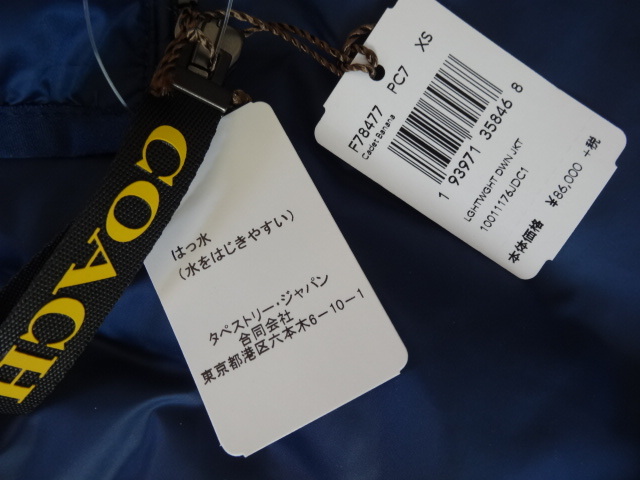 COACH
はっ水
（水をはじきやすい）
タペストリー・ジャパン
合同会社
東京都港区六本木6－10－1
F78477 PC7 XS
Cadet Banana
1 93971 35846 8
LGHTWGHT DWN JKT
10011176JDC1
本体価格 ¥86,000 +税